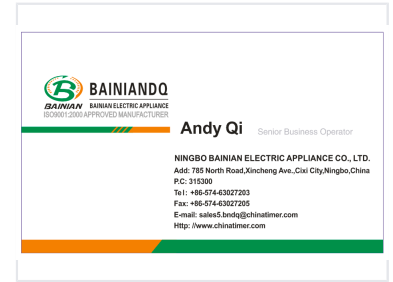 BAINIANDQ
BAINIAN BAINIAN ELECTRIC APPLIANCE
ISO9001:2000 APPROVED MANUFACTURER
Andy Qi Senior Business Operator
NINGBO BAINIAN ELECTRIC APPLIANCE CO., LTD.
Add: 785 North Road,Xincheng Ave.,Cixi City,Ningbo,China
P.C: 315300
Tel: +86-574-63027203
Fax: +86-574-63027205
E-mail: sales5.bndq@chinatimer.com
Http: //www.chinatimer.com